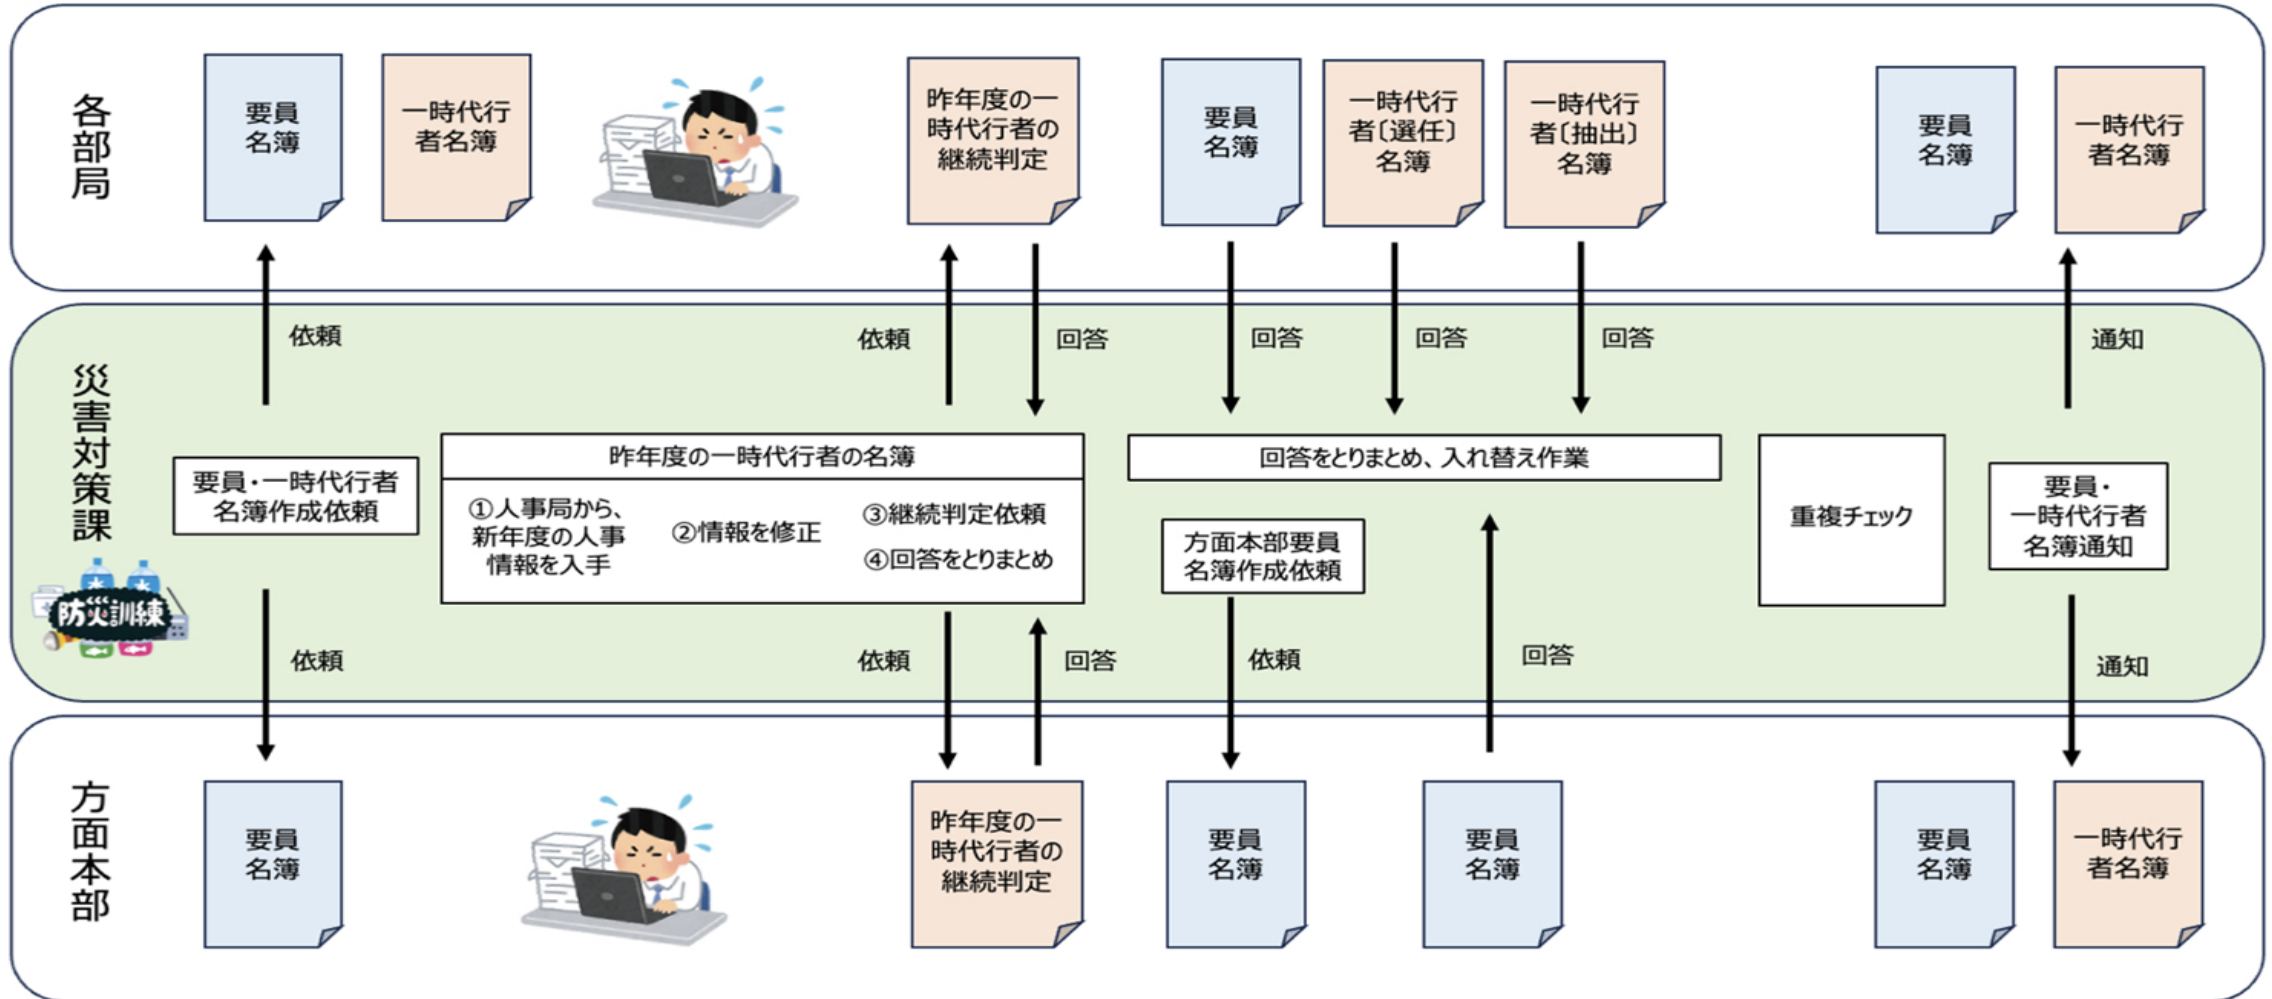 各部局
要員
名簿
一時代行
者名簿
昨年度の一
時代行者の
継続判定
要員
名簿
一時代行
者〔選任〕
名簿
一時代行
者〔抽出〕
名簿
要員
名簿
一時代行
者名簿
依頼
依頼
回答
回答
回答
回答
通知
災害対策課
防災訓練
要員・一時代行者
名簿作成依頼
昨年度の一時代行者の名簿
①人事局から、
新年度の人事
情報を入手
②情報を修正
③継続判定依頼
④回答をとりまとめ
回答をとりまとめ、入れ替え作業
方面本部要員
名簿作成依頼
重複チェック
要員・
一時代行者
名簿通知
依頼
依頼
回答
依頼
回答
通知
方面本部
要員
名簿
昨年度の一
時代行者の
継続判定
要員
名簿
要員
名簿
要員
名簿
一時代行
者名簿